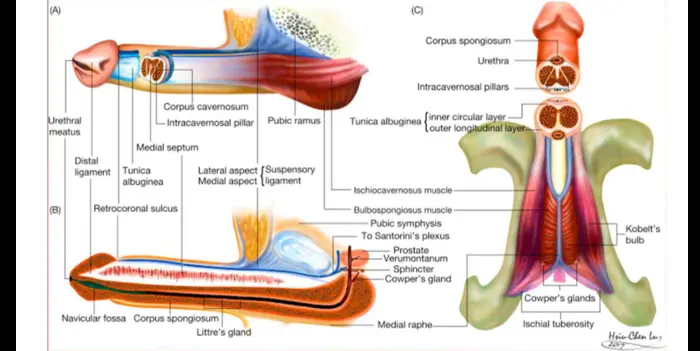 (A)
Urethral
meatus
Distal
ligament
Tunica
albuginea
Retrocoronal sulcus
Medial septum
Corpus cavernosum
Intracavernosal pillar
Pubic ramus
Lateral aspect
Medial aspect
Suspensory
ligament
Ischiocavernosus muscle
Bulbospongiosus muscle
(B)
Pubic symphysis
To Santorini's plexus
Prostate
Verumontanum
Sphincter
Cowper's gland
Navicular fossa
Corpus spongiosum
Littre's gland
Medial raphe
(C)
Corpus spongiosum
Urethra
Intracavernosal pillars
Tunica albuginea
inner circular layer
outer longitudinal layer
Kobelt's
bulb
Cowper's glands
Ischial tuberosity